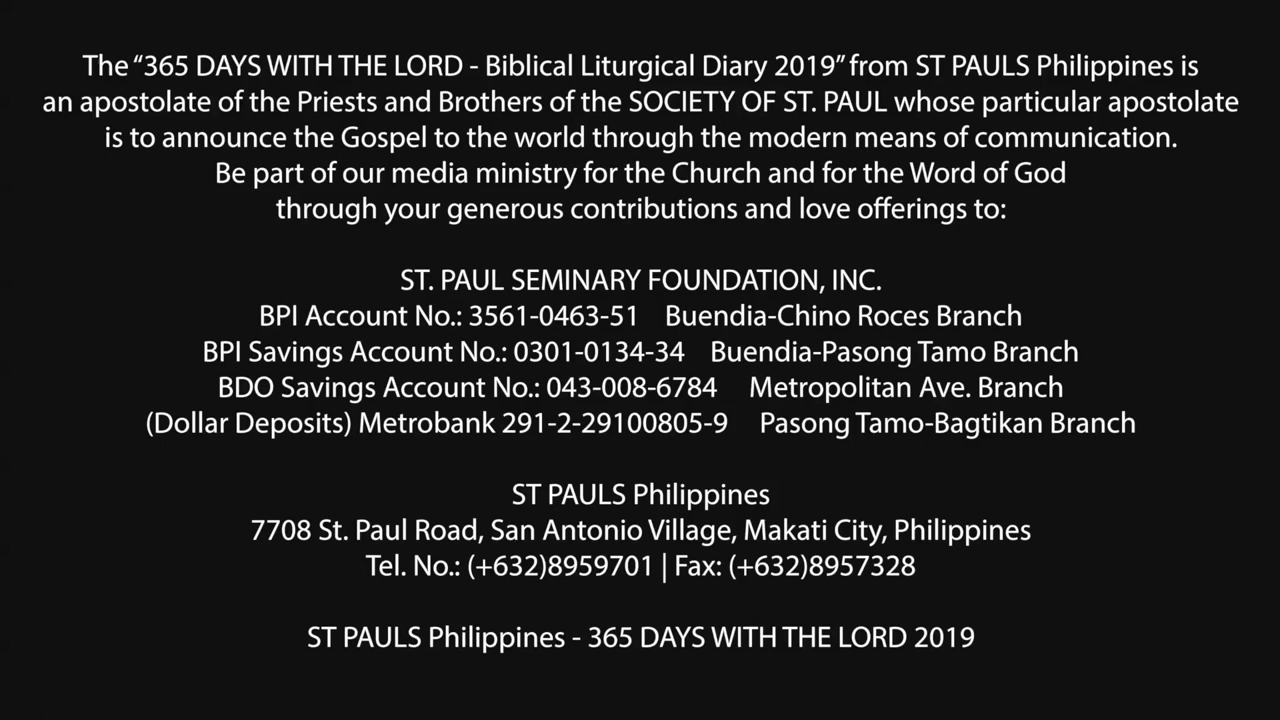 The “365 DAYS WITH THE LORD - Biblical Liturgical Diary 2019” from ST PAULS Philippines is
an apostolate of the Priests and Brothers of the SOCIETY OF ST. PAUL whose particular apostolate
is to announce the Gospel to the world through the modern means of communication.
Be part of our media ministry for the Church and for the Word of God
through your generous contributions and love offerings to:
ST. PAUL SEMINARY FOUNDATION, INC.
BPI Account No.: 3561-0463-51 Buendia-Chino Roces Branch
BPI Savings Account No.: 0301-0134-34 Buendia-Pasong Tamo Branch
BDO Savings Account No.: 043-008-6784 Metropolitan Ave. Branch
(Dollar Deposits) Metrobank 291-2-29100805-9 Pasong Tamo-Bagtikan Branch
ST PAULS Philippines
7708 St. Paul Road, San Antonio Village, Makati City, Philippines
Tel. No.: (+632)8959701 | Fax: (+632)8957328
ST PAULS Philippines - 365 DAYS WITH THE LORD 2019